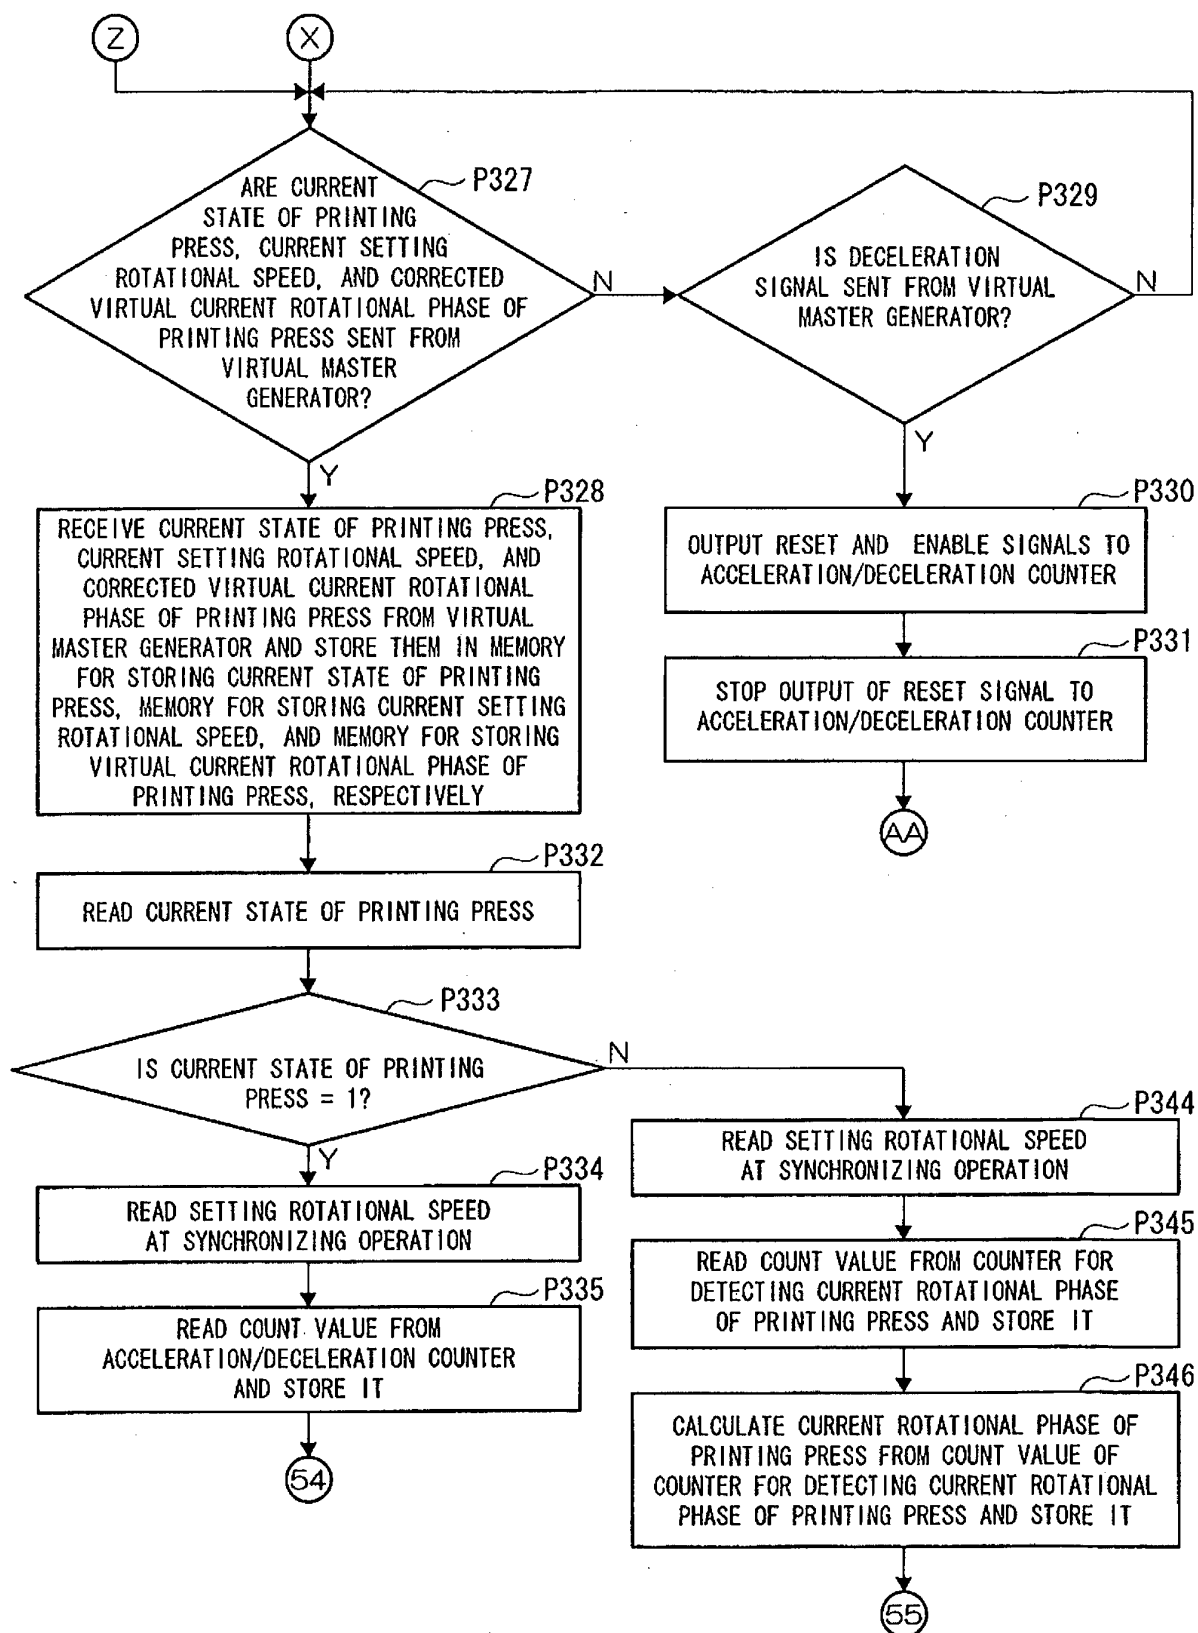 Z
X
P327
ARE CURRENT
STATE OF PRINTING
PRESS, CURRENT SETTING
ROTATIONAL SPEED, AND CORRECTED
VIRTUAL CURRENT ROTATIONAL PHASE OF
PRINTING PRESS SENT FROM
VIRTUAL MASTER
GENERATOR?
N
Y
P329
IS DECELERATION
SIGNAL SENT FROM VIRTUAL
MASTER GENERATOR?
N
Y
P328
RECEIVE CURRENT STATE OF PRINTING PRESS,
CURRENT SETTING ROTATIONAL SPEED, AND
CORRECTED VIRTUAL CURRENT ROTATIONAL
PHASE OF PRINTING PRESS FROM VIRTUAL
MASTER GENERATOR AND STORE THEM IN MEMORY
FOR STORING CURRENT STATE OF PRINTING
PRESS, MEMORY FOR STORING CURRENT SETTING
ROTATIONAL SPEED, AND MEMORY FOR STORING
VIRTUAL CURRENT ROTATIONAL PHASE OF
PRINTING PRESS, RESPECTIVELY
P330
OUTPUT RESET AND ENABLE SIGNALS TO
ACCELERATION/DECELERATION COUNTER
P331
STOP OUTPUT OF RESET SIGNAL TO
ACCELERATION/DECELERATION COUNTER
AA
P332
READ CURRENT STATE OF PRINTING PRESS
P333
IS CURRENT STATE OF PRINTING
PRESS = 1?
N
Y
P334
READ SETTING ROTATIONAL SPEED
AT SYNCHRONIZING OPERATION
P335
READ COUNT VALUE FROM
ACCELERATION/DECELERATION COUNTER
AND STORE IT
54
P344
READ SETTING ROTATIONAL SPEED
AT SYNCHRONIZING OPERATION
P345
READ COUNT VALUE FROM COUNTER FOR
DETECTING CURRENT ROTATIONAL PHASE
OF PRINTING PRESS AND STORE IT
P346
CALCULATE CURRENT ROTATIONAL PHASE OF
PRINTING PRESS FROM COUNT VALUE OF
COUNTER FOR DETECTING CURRENT ROTATIONAL
PHASE OF PRINTING PRESS AND STORE IT
55